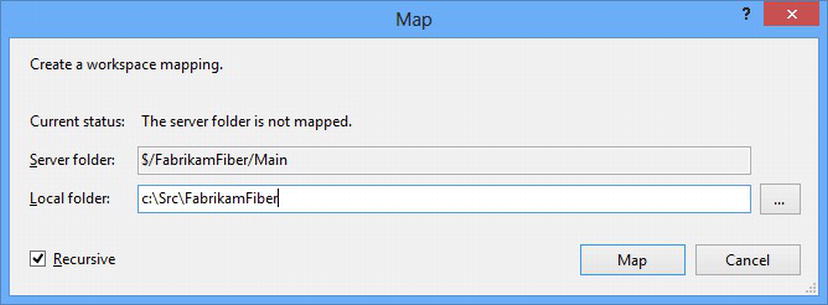 Map
?
Create a workspace mapping.
Current status: The server folder is not mapped.
Server folder: $/FabrikamFiber/Main
Local folder: c:\Src\FabrikamFiber ...
Recursive Map Cancel